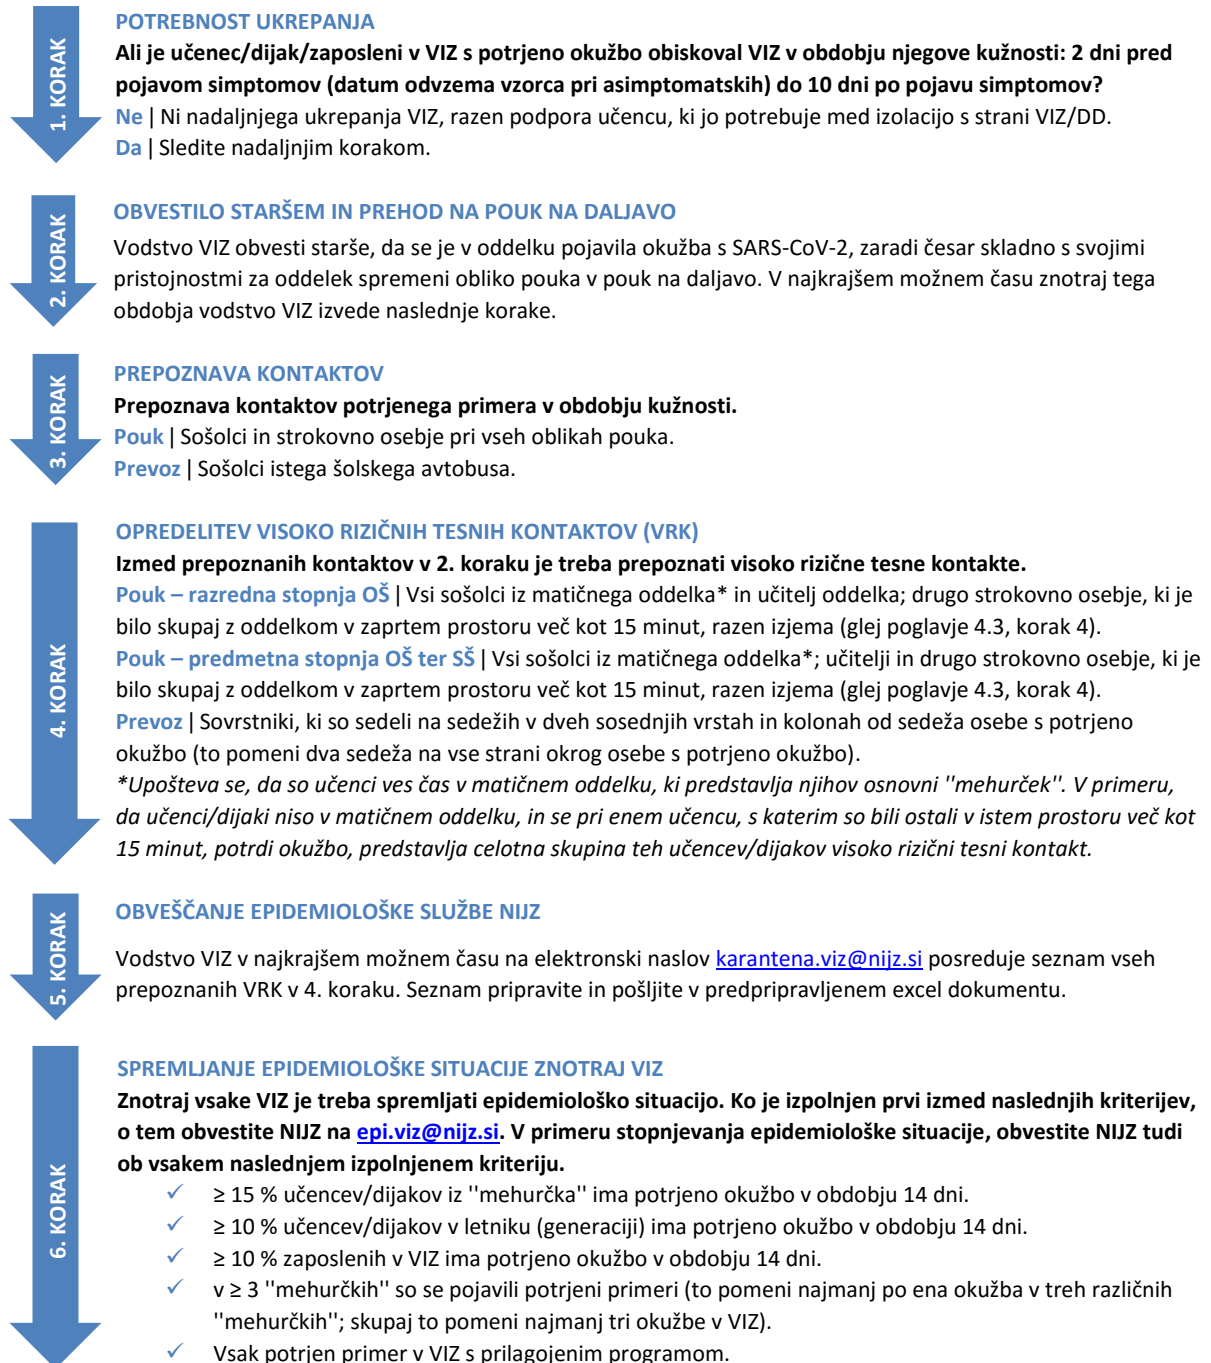 1. KORAK
POTREBNOST UKREPANJA
Ali je učenec/dijak/zaposleni v VIZ s potrjeno okužbo obiskoval VIZ v obdobju njegove kužnosti: 2 dni pred
pojavom simptomov (datum odvzema vzorca pri asimptomatskih) do 10 dni po pojavu simptomov?
Ne | Ni nadaljnjega ukrepanja VIZ, razen podpora učencu, ki jo potrebuje med izolacijo s strani VIZ/DD.
Da | Sledite nadaljnjim korakom.
2. KORAK
OBVESTILO STARŠEM IN PREHOD NA POUK NA DALJAVO
Vodstvo VIZ obvesti starše, da se je v oddelku pojavila okužba s SARS-CoV-2, zaradi česar skladno s svojimi
pristojnostmi za oddelek spremeni obliko pouka v pouk na daljavo. V najkrajšem možnem času znotraj tega
obdobja vodstvo VIZ izvede naslednje korake.
3. KORAK
PREPOZNAVA KONTAKTOV
Prepoznava kontaktov potrjenega primera v obdobju kužnosti.
Pouk | Sošolci in strokovno osebje pri vseh oblikah pouka.
Prevoz | Sošolci istega šolskega avtobusa.
4. KORAK
OPREDELITEV VISOKO RIZIČNIH TESNIH KONTAKTOV (VRK)
Izmed prepoznanih kontaktov v 2. koraku je treba prepoznati visoko rizične tesne kontakte.
Pouk – razredna stopnja OŠ | Vsi sošolci iz matičnega oddelka* in učitelj oddelka; drugo strokovno osebje, ki je
bilo skupaj z oddelkom v zaprtem prostoru več kot 15 minut, razen izjema (glej poglavje 4.3, korak 4).
Pouk – predmetna stopnja OŠ ter SŠ | Vsi sošolci iz matičnega oddelka*; učitelji in drugo strokovno osebje, ki je
bilo skupaj z oddelkom v zaprtem prostoru več kot 15 minut, razen izjema (glej poglavje 4.3, korak 4).
Prevoz | Sovrstniki, ki so sedeli na sedežih v dveh sosednjih vrstah in kolonah od sedeža osebe s potrjeno
okužbo (to pomeni dva sedeža na vse strani okrog osebe s potrjeno okužbo).
*Upošteva se, da so učenci ves čas v matičnem oddelku, ki predstavlja njihov osnovni ''mehurček''. V primeru,
da učenci/dijaki niso v matičnem oddelku, in se pri enem učencu, s katerim so bili ostali v istem prostoru več kot
15 minut, potrdi okužbo, predstavlja celotna skupina teh učencev/dijakov visoko rizični tesni kontakt.
5. KORAK
OBVEŠČANJE EPIDEMIOLOŠKE SLUŽBE NIJZ
Vodstvo VIZ v najkrajšem možnem času na elektronski naslov karantena.viz@nijz.si posreduje seznam vseh
prepoznanih VRK v 4. koraku. Seznam pripravite in pošljite v predpripravljenem excel dokumentu.
6. KORAK
SPREMLJANJE EPIDEMIOLOŠKE SITUACIJE ZNOTRAJ VIZ
Znotraj vsake VIZ je treba spremljati epidemiološko situacijo. Ko je izpolnjen prvi izmed naslednjih kriterijev,
o tem obvestite NIJZ na epi.viz@nijz.si. V primeru stopnjevanja epidemiološke situacije, obvestite NIJZ tudi
ob vsakem naslednjem izpolnjenem kriteriju.
✓ ≥ 15 % učencev/dijakov iz ''mehurčka'' ima potrjeno okužbo v obdobju 14 dni.
✓ ≥ 10 % učencev/dijakov v letniku (generaciji) ima potrjeno okužbo v obdobju 14 dni.
✓ ≥ 10 % zaposlenih v VIZ ima potrjeno okužbo v obdobju 14 dni.
✓ v ≥ 3 ''mehurčkih'' so se pojavili potrjeni primeri (to pomeni najmanj po ena okužba v treh različnih
''mehurčkih''; skupaj to pomeni najmanj tri okužbe v VIZ).
✓ Vsak potrjen primer v VIZ s prilagojenim programom.